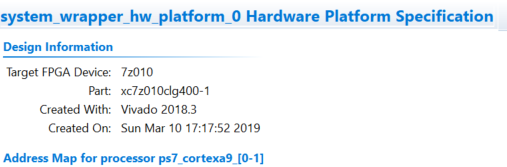 system_wrapper_hw_platform_0 Hardware Platform Specification
Design Information
Target FPGA Device: 7z010
Part: xc7z010clg400-1
Created With: Vivado 2018.3
Created On: Sun Mar 10 17:17:52 2019
Address Map for processor ps7_cortexa9_[0-1]